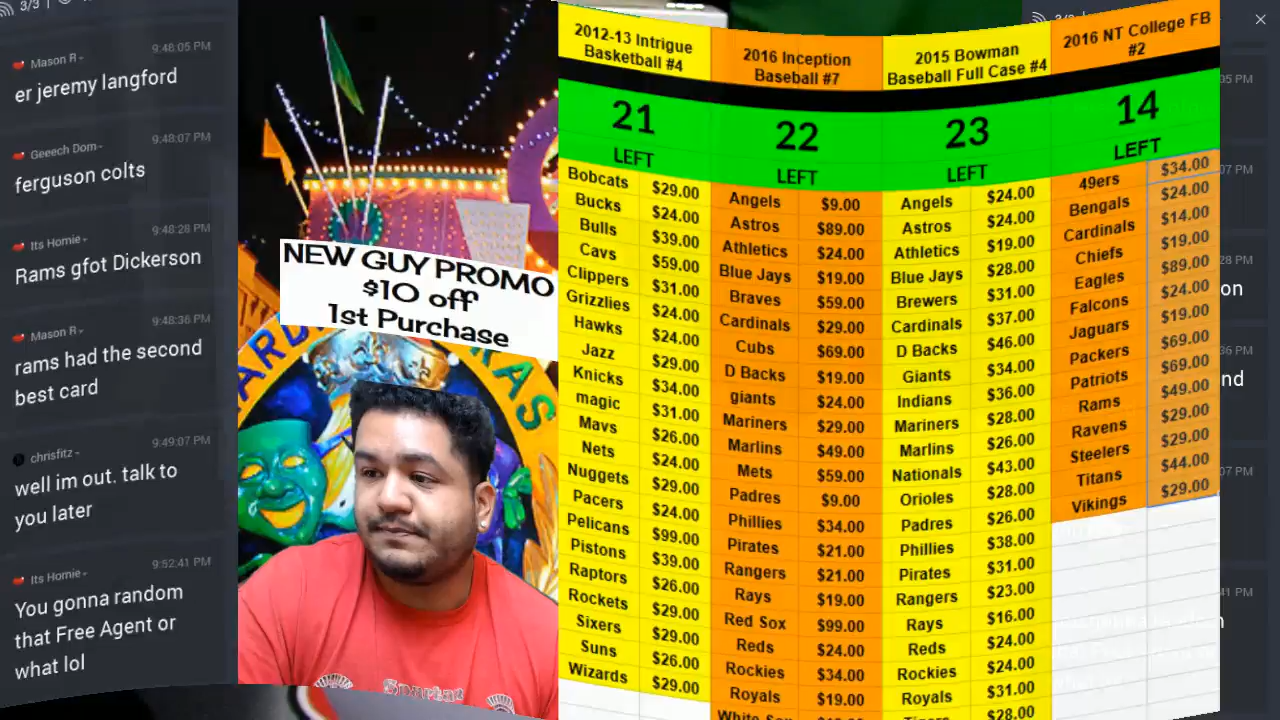 3/3
Mason R-
9:48:05 PM
er jeremy langford
Geeech Dom-
9:48:07 PM
ferguson colts
Its Homie-
9:48:28 PM
Rams gfot Dickerson
Mason R-
9:48:36 PM
rams had the second
best card
chrisfitz-
9:49:07 PM
well im out. talk to
you later
Its Homie-
9:52:41 PM
You gonna random
that Free Agent or
what lol
NEW GUY PROMO
$10 off
1st Purchase
2012-13 Intrigue
Basketball #4
21
LEFT
Bobcats $29.00
Bucks $24.00
Bulls $39.00
Cavs $59.00
Clippers $31.00
Grizzlies $24.00
Hawks $24.00
Jazz $29.00
Knicks $34.00
magic $31.00
Mavs $26.00
Nets $24.00
Nuggets $29.00
Pacers $24.00
Pelicans $99.00
Pistons $39.00
Raptors $26.00
Rockets $29.00
Sixers $29.00
Suns $26.00
Wizards $29.00
2016 Inception
Baseball #7
22
LEFT
Angels $9.00
Astros $89.00
Athletics $24.00
Blue Jays $19.00
Braves $59.00
Cardinals $29.00
Cubs $69.00
D Backs $19.00
giants $24.00
Mariners $29.00
Marlins $49.00
Mets $59.00
Padres $9.00
Phillies $34.00
Pirates $21.00
Rangers $21.00
Rays $19.00
Red Sox $99.00
Reds $24.00
Rockies $34.00
Royals $19.00
2015 Bowman
Baseball Full Case #4
23
LEFT
Angels $24.00
Astros $24.00
Athletics $19.00
Blue Jays $28.00
Brewers $31.00
Cardinals $37.00
D Backs $46.00
Giants $34.00
Indians $36.00
Mariners $28.00
Marlins $26.00
Nationals $43.00
Orioles $28.00
Padres $26.00
Phillies $38.00
Pirates $31.00
Rangers $23.00
Rays $16.00
Reds $24.00
Rockies $24.00
Royals $31.00
$28.00
2016 NT College FB
#2
14
LEFT
49ers $34.00
Bengals $24.00
Cardinals $14.00
Chiefs $19.00
Eagles $89.00
Falcons $24.00
Jaguars $19.00
Packers $69.00
Patriots $69.00
Rams $49.00
Ravens $29.00
Steelers $29.00
Titans $44.00
Vikings $29.00